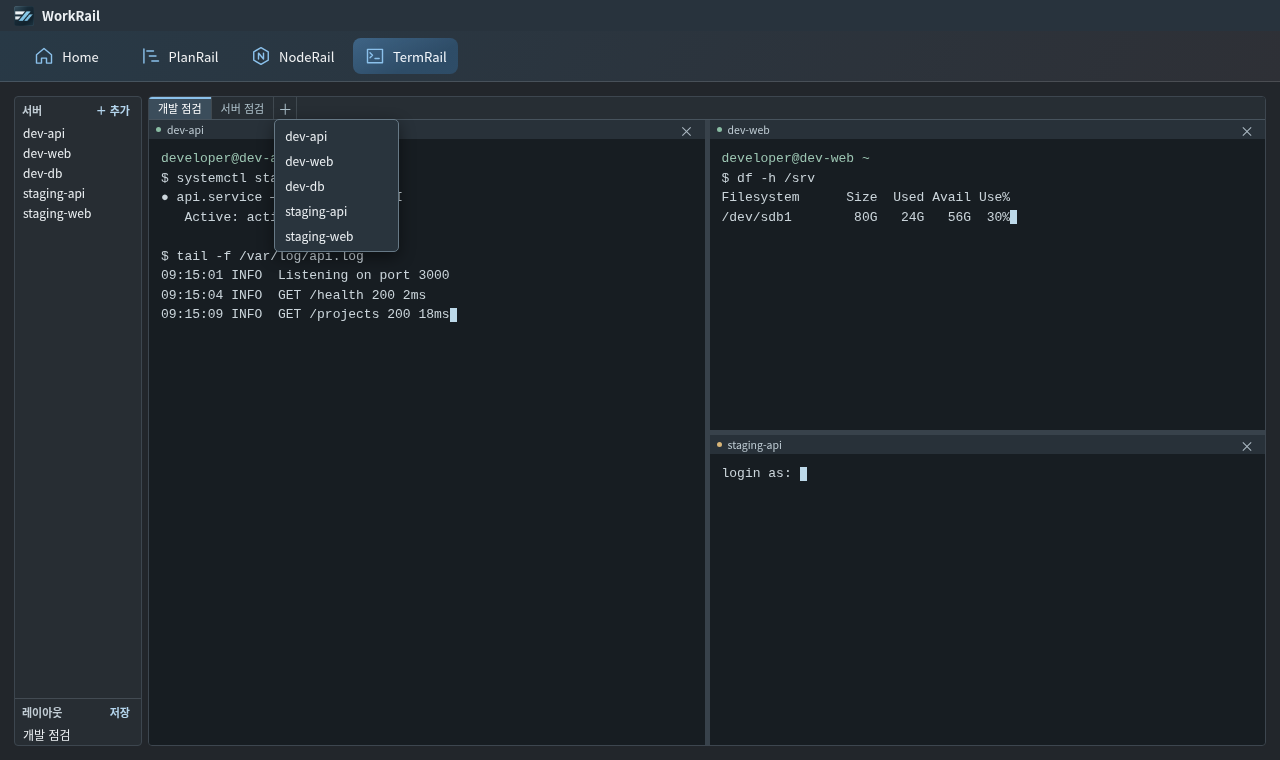 WorkRail
Home
PlanRail
NodeRail
TermRail
서버
+ 추가
dev-api
dev-web
dev-db
staging-api
staging-web
레이아웃
저장
개발 점검
개발 점검
서버 점검
+
dev-api
dev-web
dev-db
staging-api
staging-web
dev-api
developer@dev-a
$ systemctl sta
● api.service
Active: acti
$ tail -f /var/log/api.log
09:15:01 INFO  Listening on port 3000
09:15:04 INFO  GET /health 200 2ms
09:15:09 INFO  GET /projects 200 18ms
dev-web
developer@dev-web ~
$ df -h /srv
Filesystem      Size  Used Avail Use%
/dev/sdb1        80G   24G   56G  30%
staging-api
login as: